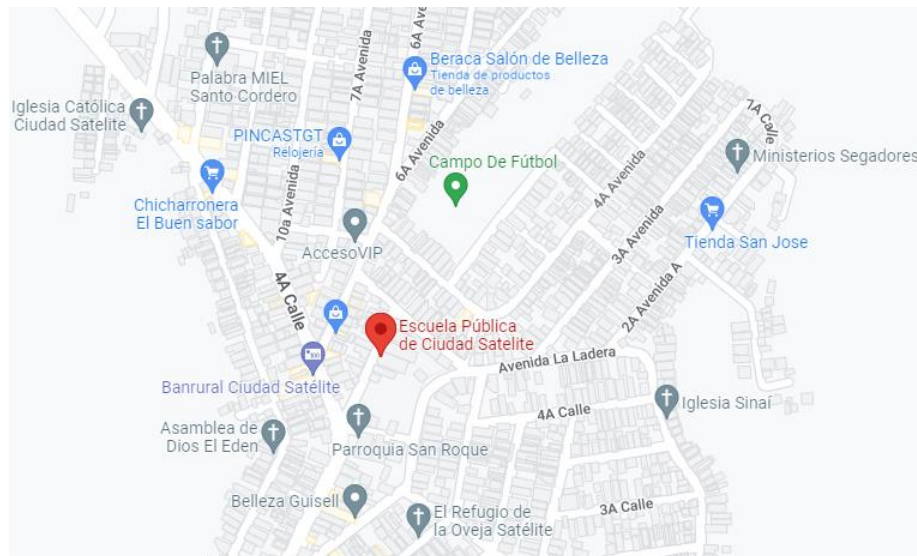 6A Av
Beraca Salón de Belleza
Tienda de productos
de belleza
Palabra MIEL
Santo Cordero
7A Avenida
Iglesia Católica
Ciudad Satelite
PINCASTGT
Relojería
6A Avenida
1A Calle
Ministerios Segadores
Campo De Fútbol
4A Avenida
Chicharronera
El Buen sabor
10a Avenida
3A Avenida
Tienda San Jose
AccesoVIP
4A Calle
2A Avenida A
Escuela Pública
de Ciudad Satelite
Avenida La Ladera
Banrural Ciudad Satélite
Iglesia Sinaí
4A Calle
Asamblea de
Dios El Eden
Parroquia San Roque
Belleza Guisell
3A Calle
El Refugio de
la Oveja Satélite